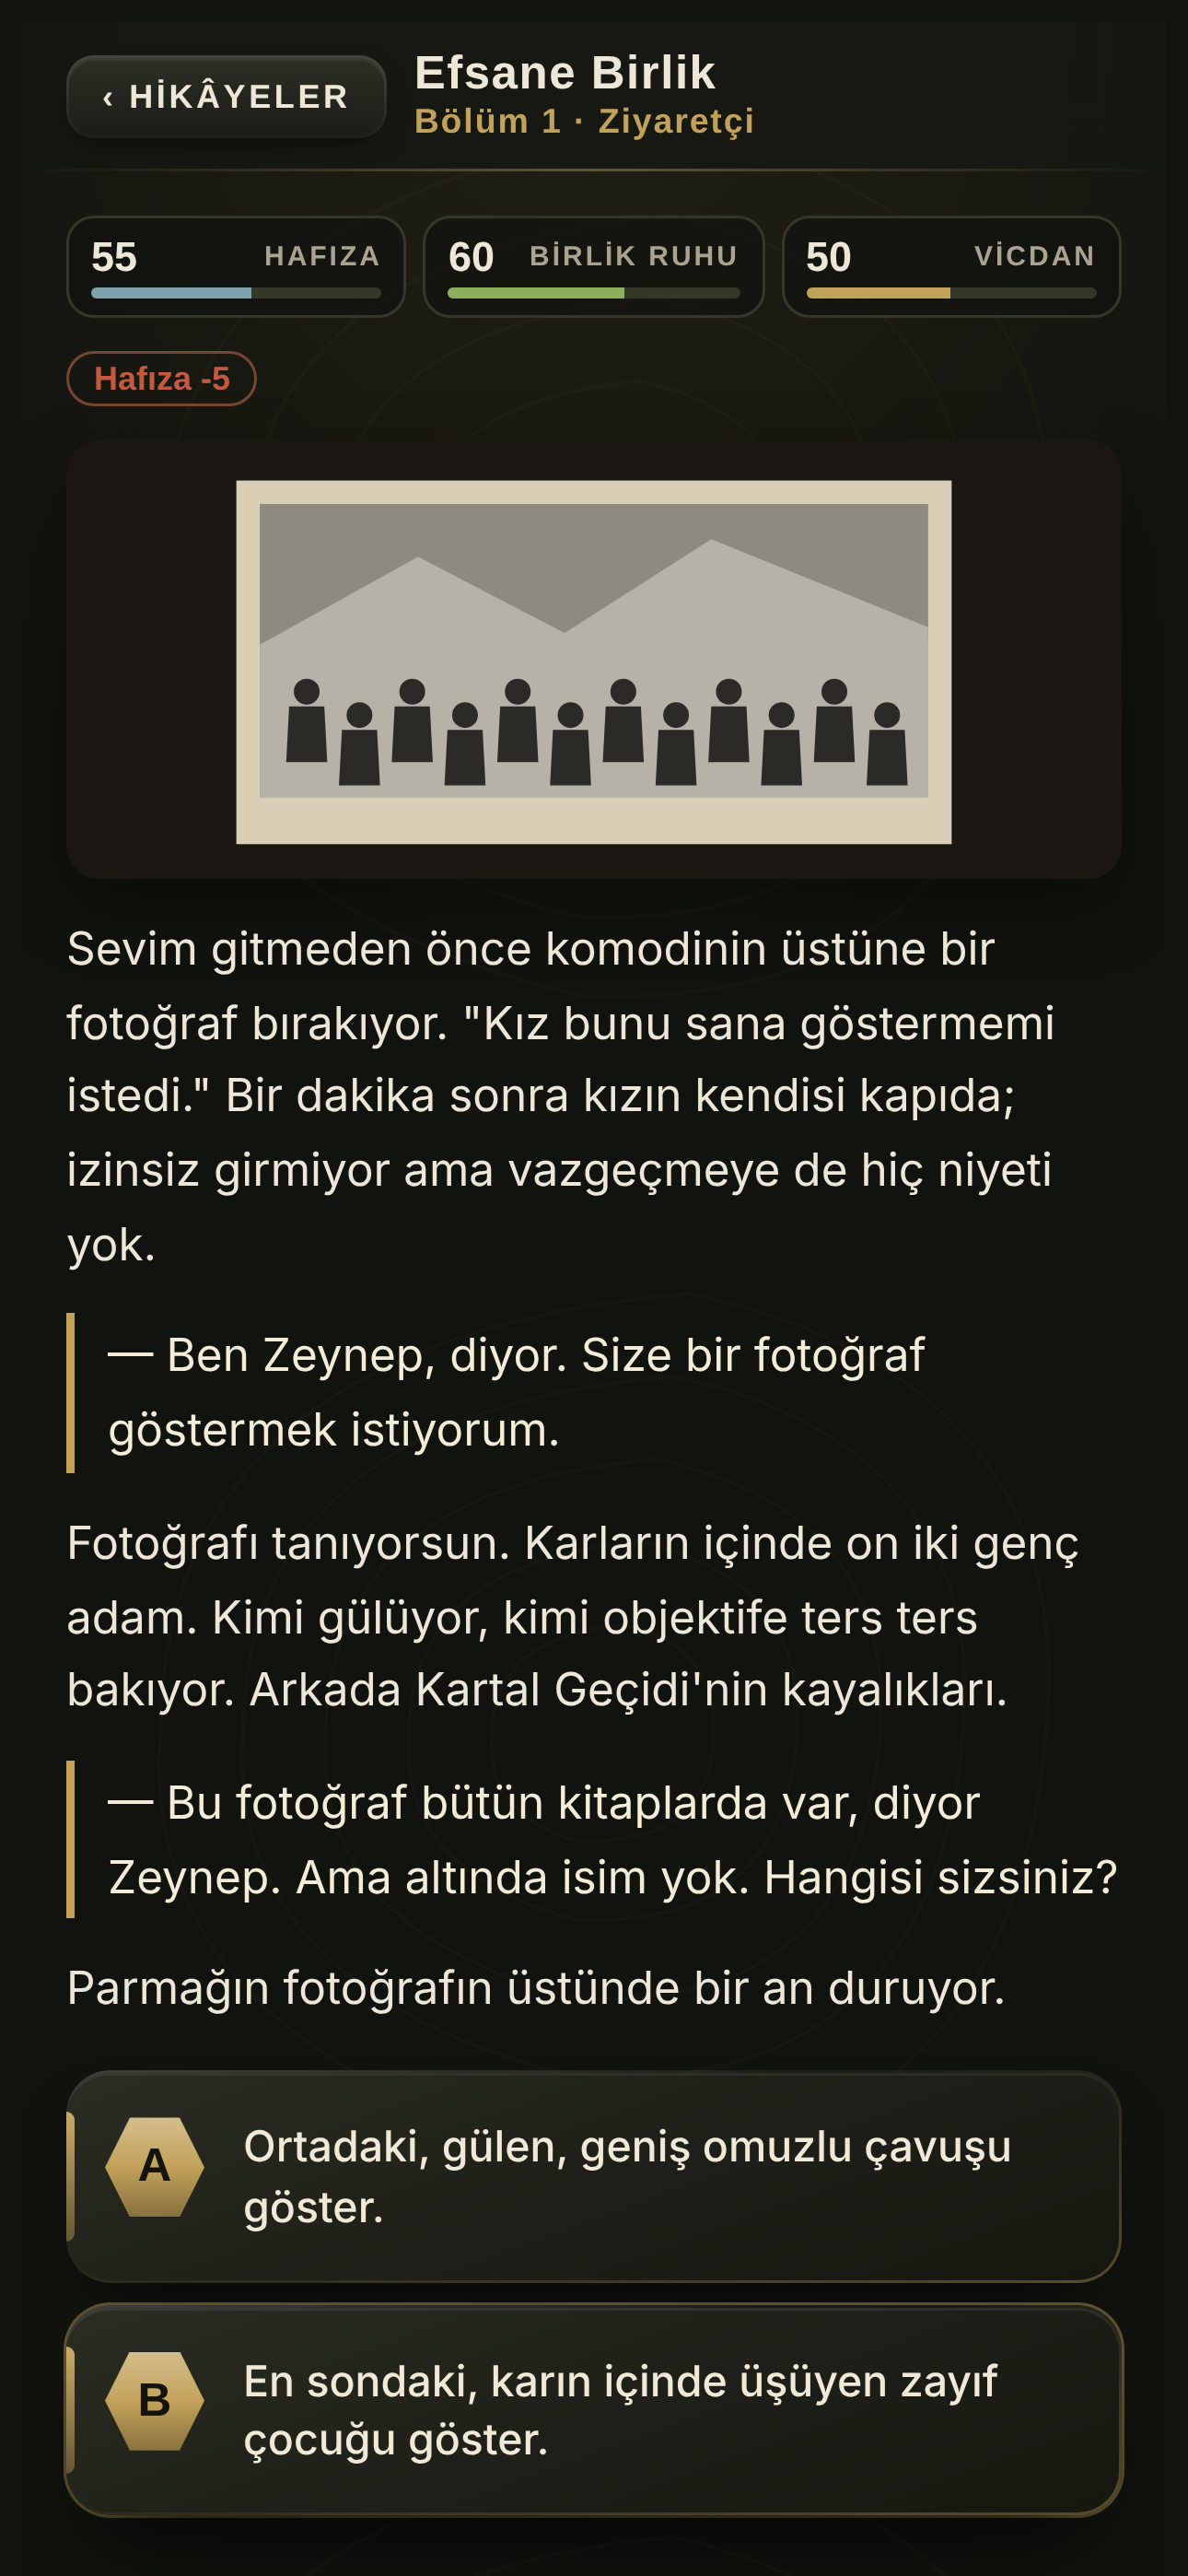 ‹ HİKÂYELER
Efsane Birlik
Bölüm 1 · Ziyaretçi
55 HAFIZA
60 BİRLİK RUHU
50 VİCDAN
Hafıza -5
Sevim gitmeden önce komodinin üstüne bir
fotoğraf bırakıyor. "Kız bunu sana göstermemi
istedi." Bir dakika sonra kızın kendisi kapıda;
izinsiz girmiyor ama vazgeçmeye de hiç niyeti
yok.
— Ben Zeynep, diyor. Size bir fotoğraf
göstermek istiyorum.
Fotoğrafı tanıyorsun. Karların içinde on iki genç
adam. Kimi gülüyor, kimi objektife ters ters
bakıyor. Arkada Kartal Geçidi'nin kayalıkları.
— Bu fotoğraf bütün kitaplarda var, diyor
Zeynep. Ama altında isim yok. Hangisi sizsiniz?
Parmağın fotoğrafın üstünde bir an duruyor.
A Ortadaki, gülen, geniş omuzlu çavuşu
göster.
B En sondaki, karın içinde üşüyen zayıf
çocuğu göster.